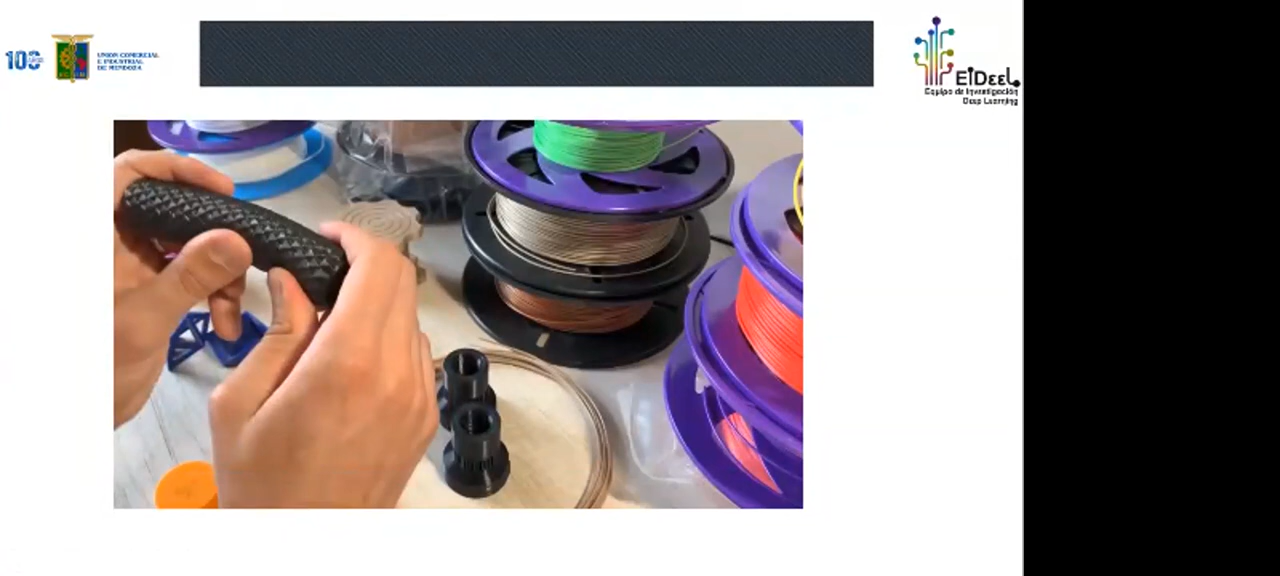 100
UNION COMERCIAL
E INDUSTRIAL
DE MENDOZA
EIDEEL
Equipo de Investigación
Deep Learning